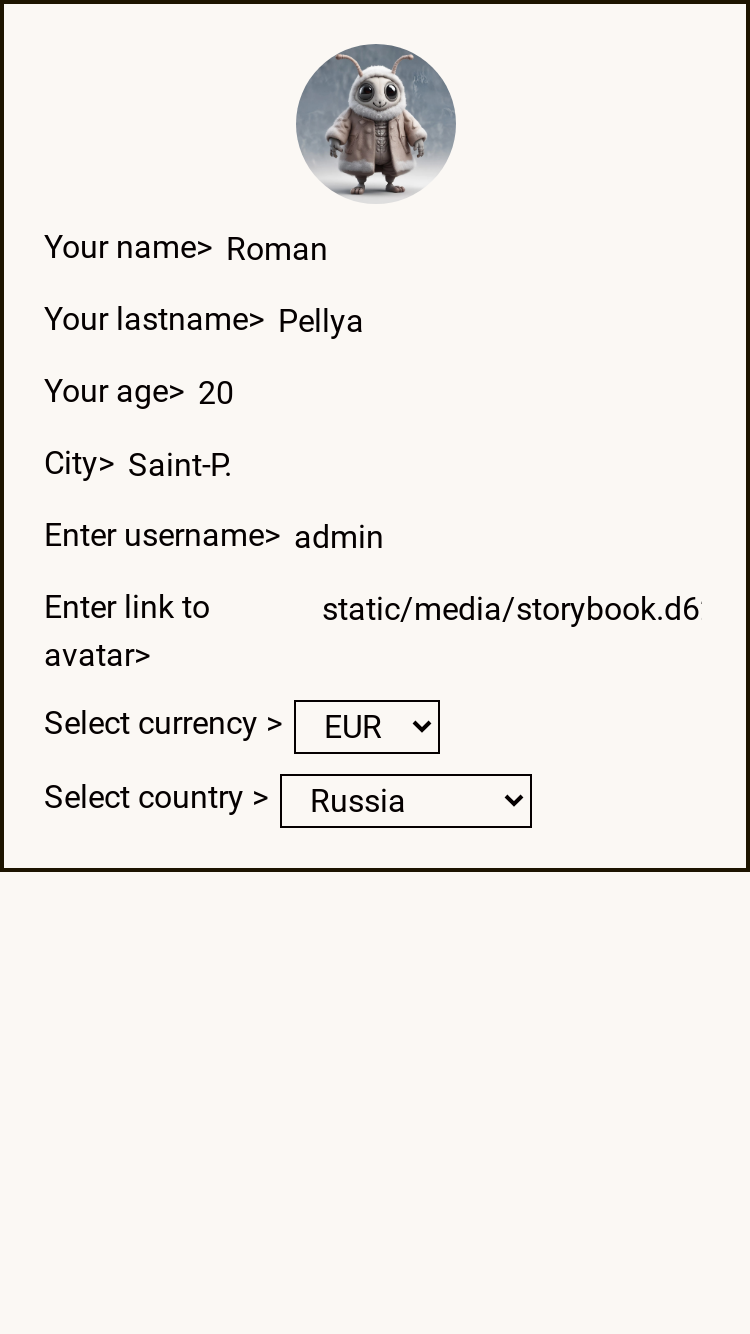 Your name> Roman
Your lastname> Pellya
Your age> 20
City> Saint-P.
Enter username> admin
Enter link to static/media/storybook.d6
avatar>
Select currency > EUR
Select country > Russia